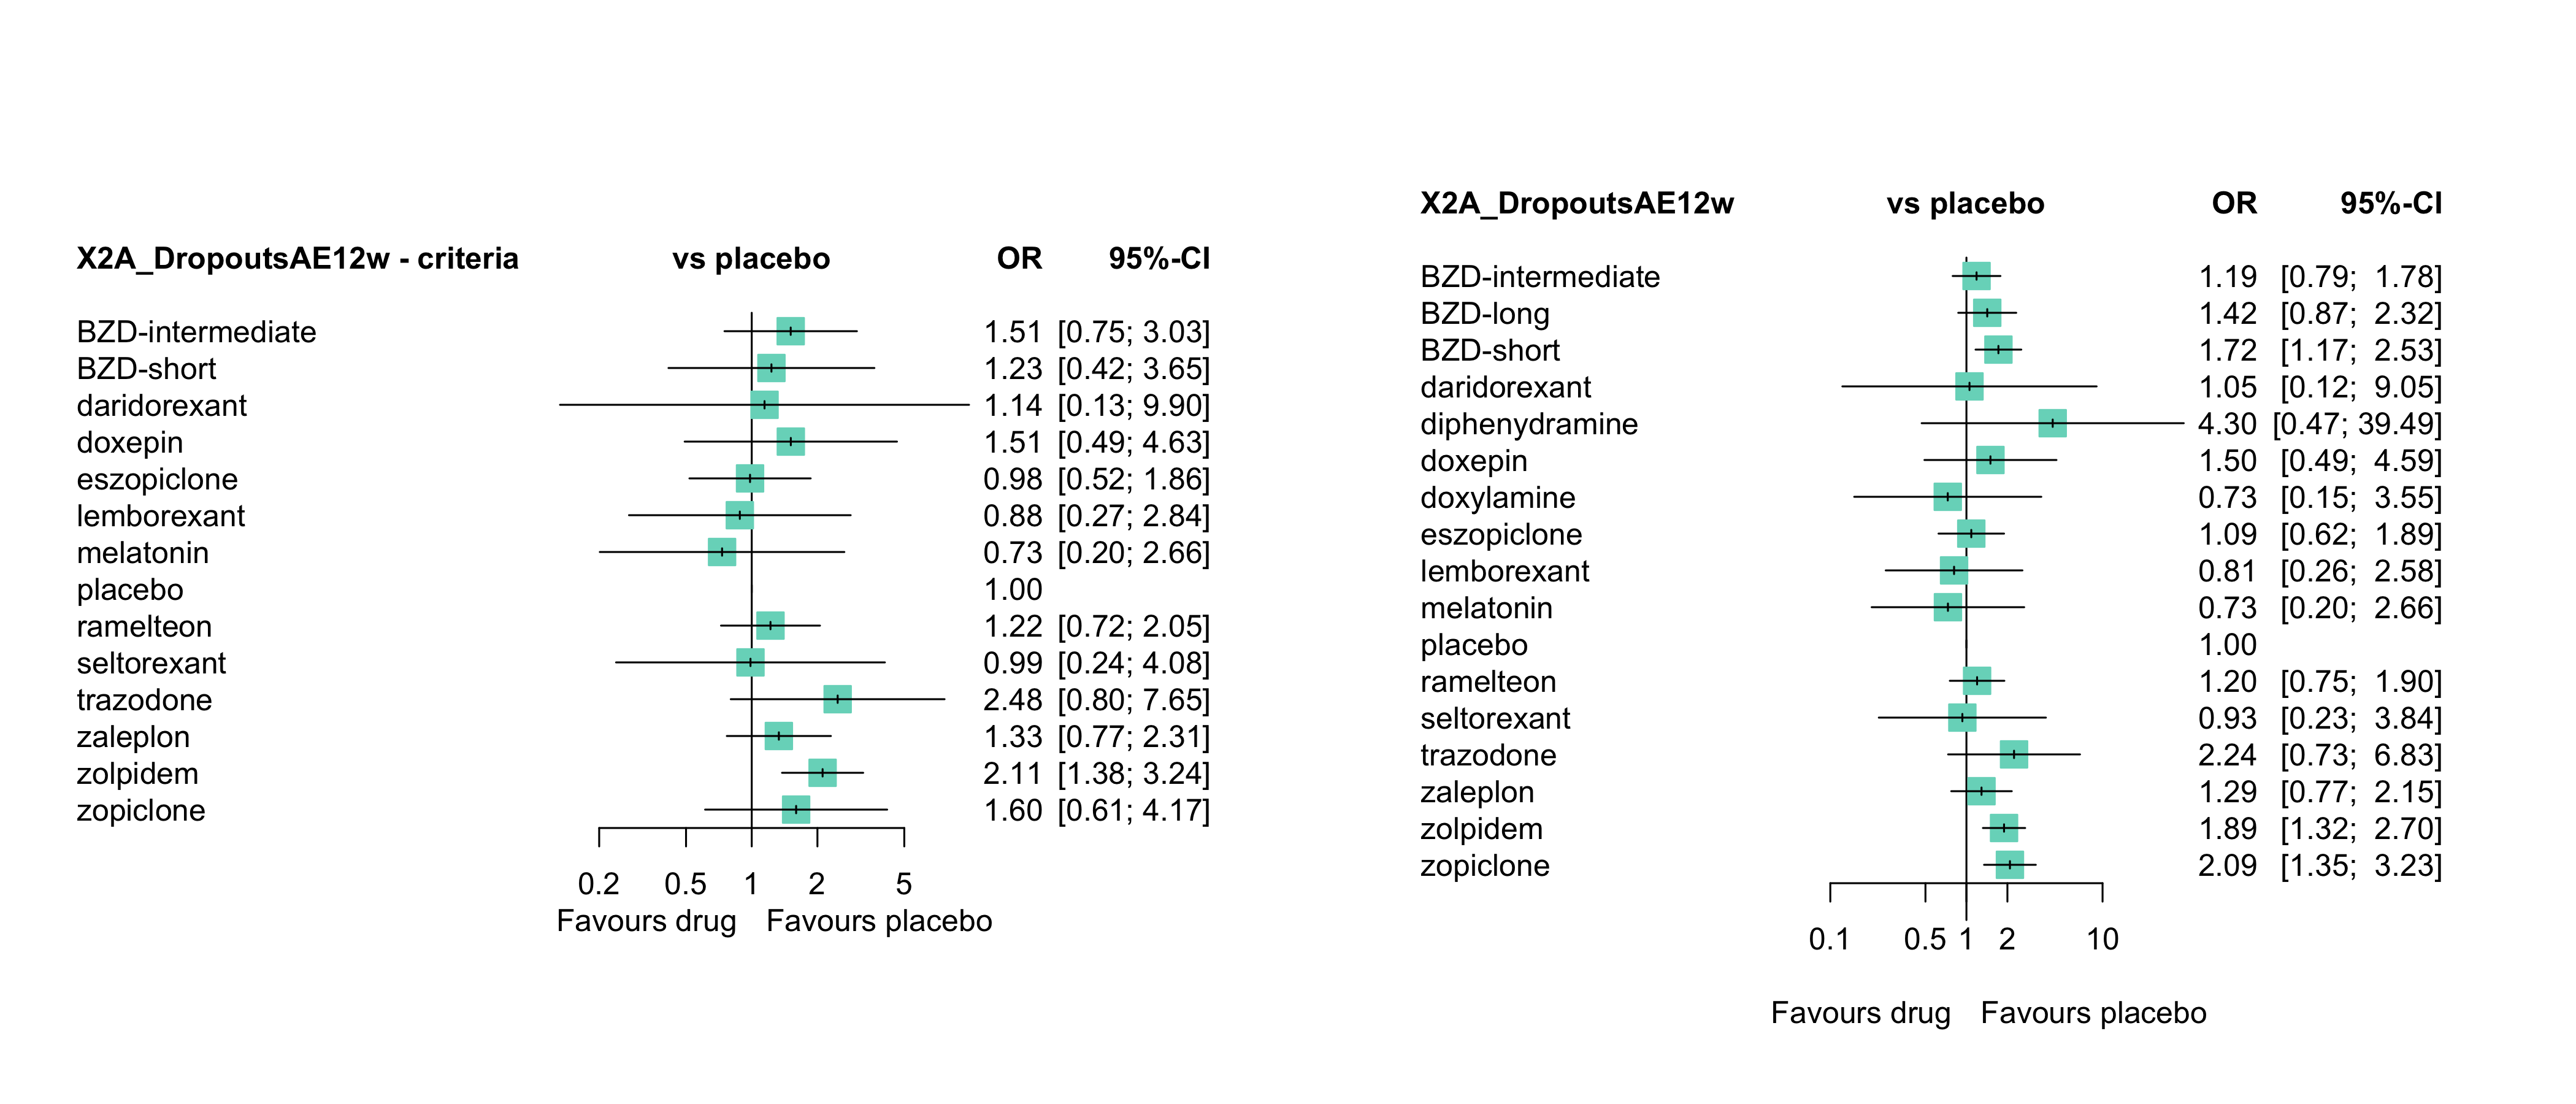 X2A_DropoutsAE12w - criteria vs placebo OR 95%-CI
BZD-intermediate 1.51 [0.75; 3.03]
BZD-short 1.23 [0.42; 3.65]
daridorexant 1.14 [0.13; 9.90]
doxepin 1.51 [0.49; 4.63]
eszopiclone 0.98 [0.52; 1.86]
lemborexant 0.88 [0.27; 2.84]
melatonin 0.73 [0.20; 2.66]
placebo 1.00
ramelteon 1.22 [0.72; 2.05]
seltorexant 0.99 [0.24; 4.08]
trazodone 2.48 [0.80; 7.65]
zaleplon 1.33 [0.77; 2.31]
zolpidem 2.11 [1.38; 3.24]
zopiclone 1.60 [0.61; 4.17]
0.2 0.5 1 2 5
Favours drug Favours placebo
X2A_DropoutsAE12w vs placebo OR 95%-CI
BZD-intermediate 1.19 [0.79; 1.78]
BZD-long 1.42 [0.87; 2.32]
BZD-short 1.72 [1.17; 2.53]
daridorexant 1.05 [0.12; 9.05]
diphenydramine 4.30 [0.47; 39.49]
doxepin 1.50 [0.49; 4.59]
doxylamine 0.73 [0.15; 3.55]
eszopiclone 1.09 [0.62; 1.89]
lemborexant 0.81 [0.26; 2.58]
melatonin 0.73 [0.20; 2.66]
placebo 1.00
ramelteon 1.20 [0.75; 1.90]
seltorexant 0.93 [0.23; 3.84]
trazodone 2.24 [0.73; 6.83]
zaleplon 1.29 [0.77; 2.15]
zolpidem 1.89 [1.32; 2.70]
zopiclone 2.09 [1.35; 3.23]
0.1 0.5 1 2 10
Favours drug Favours placebo